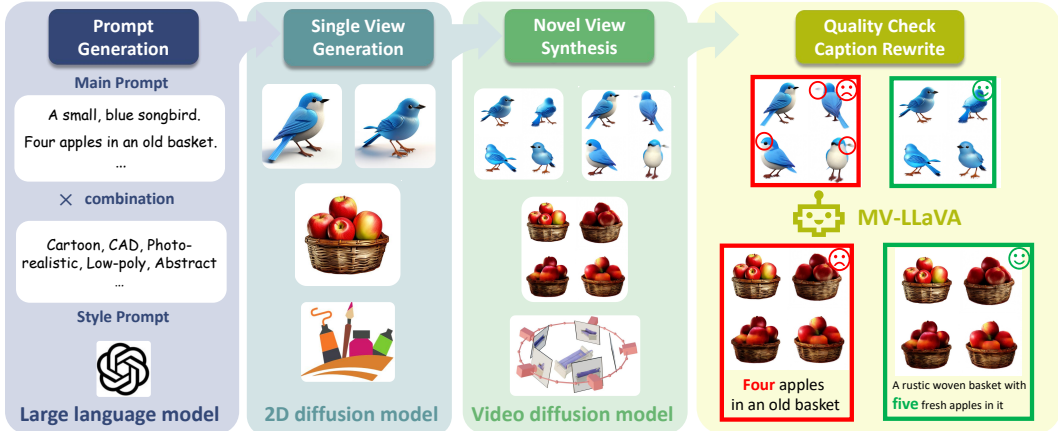 Prompt
Generation
Main Prompt
A small, blue songbird.
Four apples in an old basket.
...
× combination
Cartoon, CAD, Photo-
realistic, Low-poly, Abstract
...
Style Prompt
Large language model
Single View
Generation
2D diffusion model
Novel View
Synthesis
Video diffusion model
Quality Check
Caption Rewrite
MV-LLaVA
Four apples
in an old basket
A rustic woven basket with
five fresh apples in it